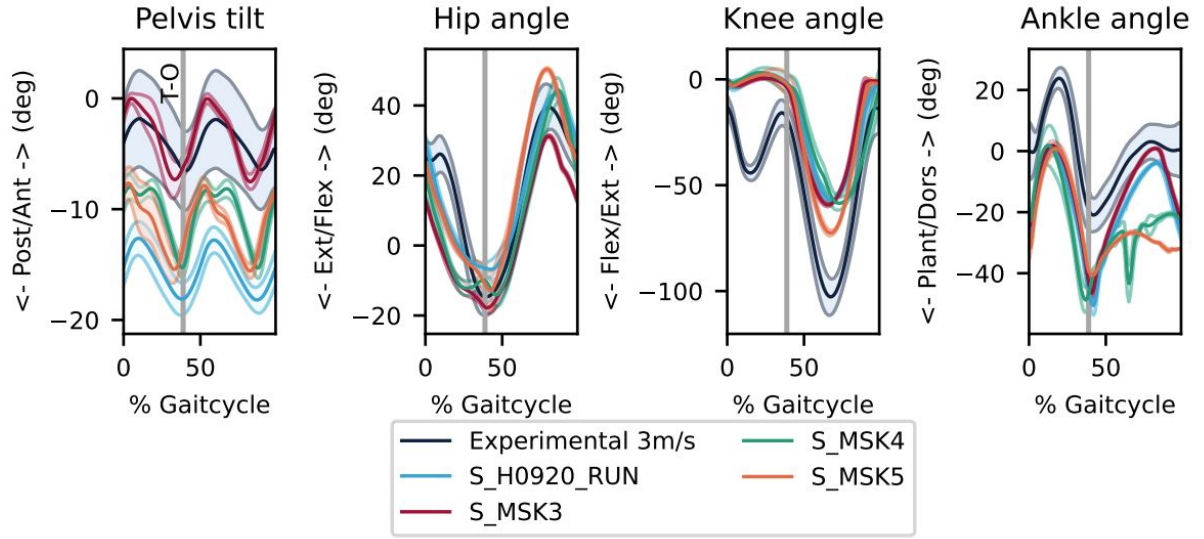 Pelvis tilt
Hip angle
Knee angle
Ankle angle
<- Post/Ant -> (deg)
0
−10
−20
T-O
0
50
% Gaitcycle
<- Ext/Flex -> (deg)
40
20
0
−20
0
50
% Gaitcycle
<- Flex/Ext -> (deg)
0
−50
−100
0
50
% Gaitcycle
<- Plant/Dors -> (deg)
20
0
−20
−40
0
50
% Gaitcycle
Experimental 3m/s
S_H0920_RUN
S_MSK3
S_MSK4
S_MSK5